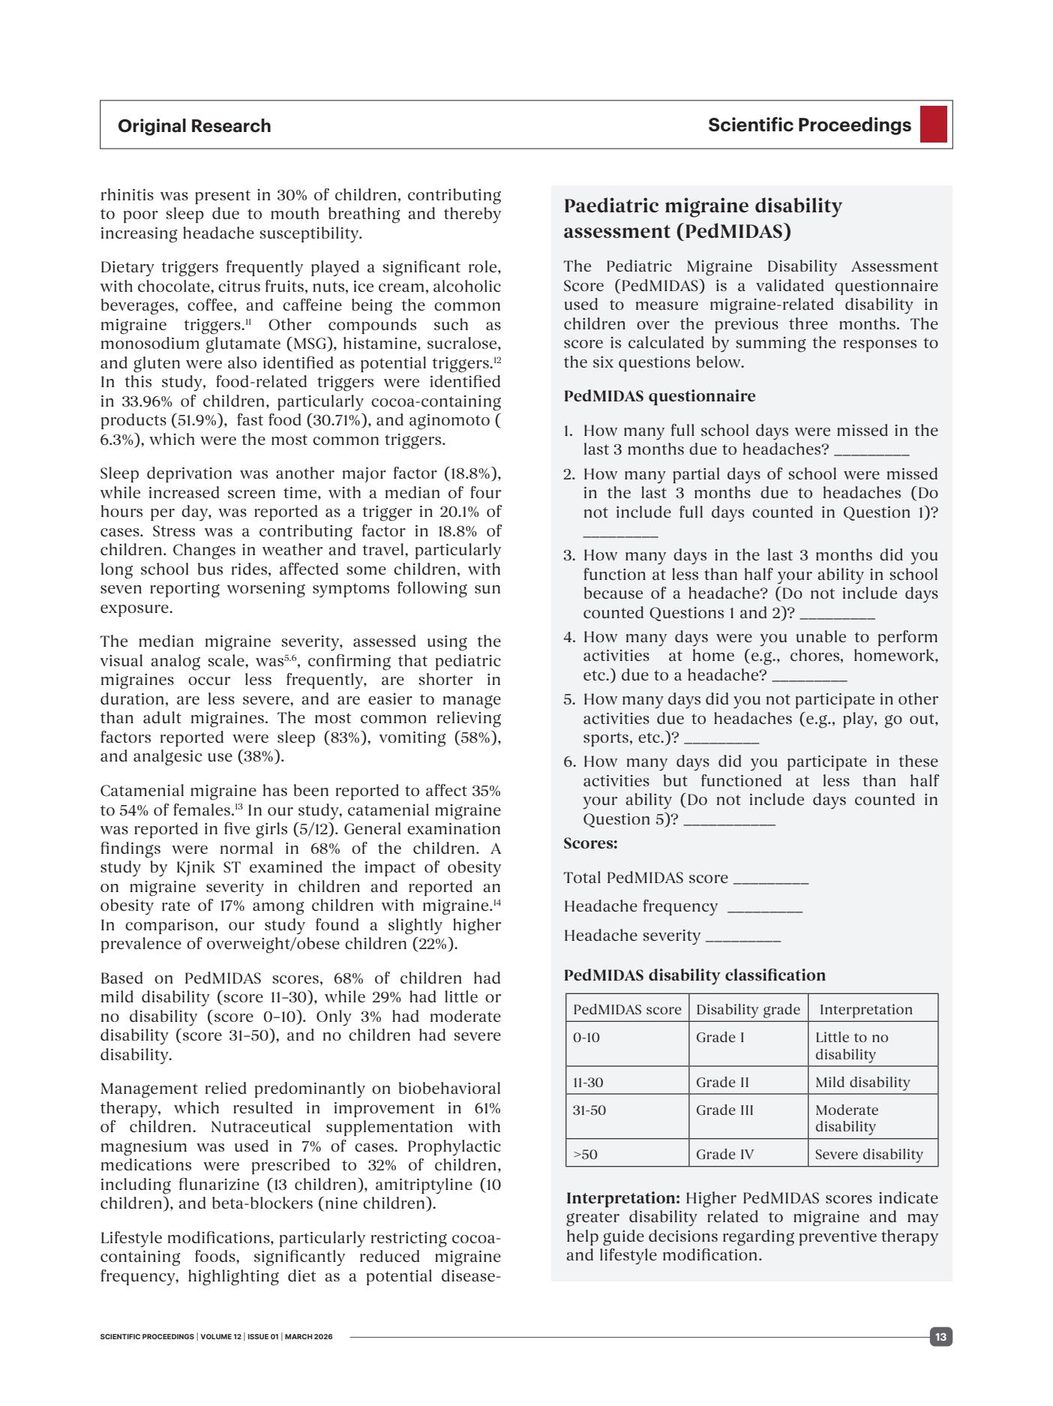 Original Research
Scientific Proceedings
rhinitis was present in 30% of children, contributing
to poor sleep due to mouth breathing and thereby
increasing headache susceptibility.
Dietary triggers frequently played a significant role,
with chocolate, citrus fruits, nuts, ice cream, alcoholic
beverages, coffee, and caffeine being the common
migraine triggers.¹¹ Other compounds such as
monosodium glutamate (MSG), histamine, sucralose,
and gluten were also identified as potential triggers.¹²
In this study, food-related triggers were identified
in 33.96% of children, particularly cocoa-containing
products (51.9%), fast food (30.71%), and aginomoto (
6.3%), which were the most common triggers.
Sleep deprivation was another major factor (18.8%),
while increased screen time, with a median of four
hours per day, was reported as a trigger in 20.1% of
cases. Stress was a contributing factor in 18.8% of
children. Changes in weather and travel, particularly
long school bus rides, affected some children, with
seven reporting worsening symptoms following sun
exposure.
The median migraine severity, assessed using the
visual analog scale, was⁵·⁶, confirming that pediatric
migraines occur less frequently, are shorter in
duration, are less severe, and are easier to manage
than adult migraines. The most common relieving
factors reported were sleep (83%), vomiting (58%),
and analgesic use (38%).
Catamenial migraine has been reported to affect 35%
to 54% of females.¹³ In our study, catamenial migraine
was reported in five girls (5/12). General examination
findings were normal in 68% of the children. A
study by Kjnik ST examined the impact of obesity
on migraine severity in children and reported an
obesity rate of 17% among children with migraine.¹⁴
In comparison, our study found a slightly higher
prevalence of overweight/obese children (22%).
Based on PedMIDAS scores, 68% of children had
mild disability (score 11–30), while 29% had little or
no disability (score 0–10). Only 3% had moderate
disability (score 31–50), and no children had severe
disability.
Management relied predominantly on biobehavioral
therapy, which resulted in improvement in 61%
of children. Nutraceutical supplementation with
magnesium was used in 7% of cases. Prophylactic
medications were prescribed to 32% of children,
including flunarizine (13 children), amitriptyline (10
children), and beta-blockers (nine children).
Lifestyle modifications, particularly restricting cocoa-
containing foods, significantly reduced migraine
frequency, highlighting diet as a potential disease-
Paediatric migraine disability
assessment (PedMIDAS)
The Pediatric Migraine Disability Assessment
Score (PedMIDAS) is a validated questionnaire
used to measure migraine-related disability in
children over the previous three months. The
score is calculated by summing the responses to
the six questions below.
PedMIDAS questionnaire
1. How many full school days were missed in the
last 3 months due to headaches? _________
2. How many partial days of school were missed
in the last 3 months due to headaches (Do
not include full days counted in Question 1)?
_________
3. How many days in the last 3 months did you
function at less than half your ability in school
because of a headache? (Do not include days
counted Questions 1 and 2)? _________
4. How many days were you unable to perform
activities at home (e.g., chores, homework,
etc.) due to a headache? _________
5. How many days did you not participate in other
activities due to headaches (e.g., play, go out,
sports, etc.)? _________
6. How many days did you participate in these
activities but functioned at less than half
your ability (Do not include days counted in
Question 5)? ___________
Scores:
Total PedMIDAS score _________
Headache frequency _________
Headache severity _________
PedMIDAS disability classification
PedMIDAS score Disability grade Interpretation
0-10 Grade I Little to no
disability
11-30 Grade II Mild disability
31-50 Grade III Moderate
disability
>50 Grade IV Severe disability
Interpretation: Higher PedMIDAS scores indicate
greater disability related to migraine and may
help guide decisions regarding preventive therapy
and lifestyle modification.
SCIENTIFIC PROCEEDINGS | VOLUME 12 | ISSUE 01 | MARCH 2026
13